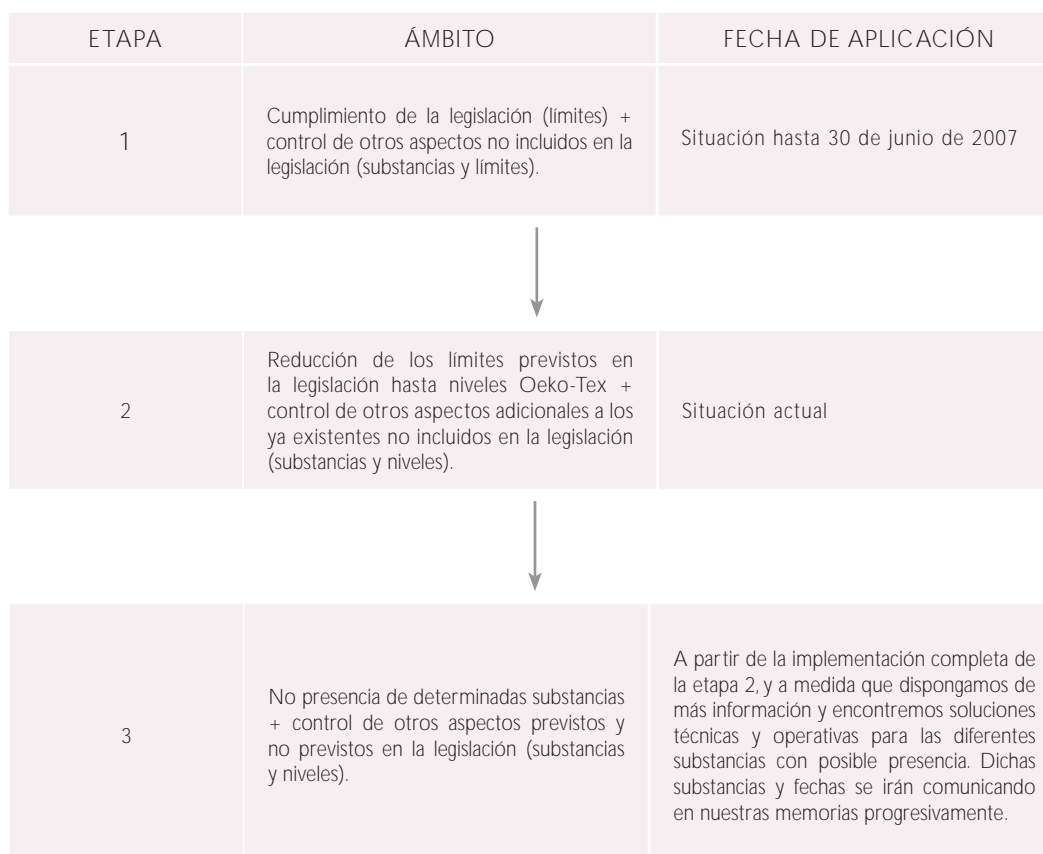 ETAPA ÁMBITO FECHA DE APLICACIÓN
1
Cumplimiento de la legislación (límites) +
control de otros aspectos no incluidos en la
legislación (substancias y límites).
Situación hasta 30 de junio de 2007
2
Reducción de los límites previstos en
la legislación hasta niveles Oeko-Tex +
control de otros aspectos adicionales a los
ya existentes no incluidos en la legislación
(substancias y niveles).
Situación actual
3
No presencia de determinadas substancias
+ control de otros aspectos previstos y
no previstos en la legislación (substancias
y niveles).
A partir de la implementación completa de
la etapa 2, y a medida que dispongamos de
más información y encontremos soluciones
técnicas y operativas para las diferentes
substancias con posible presencia. Dichas
substancias y fechas se irán comunicando
en nuestras memorias progresivamente.